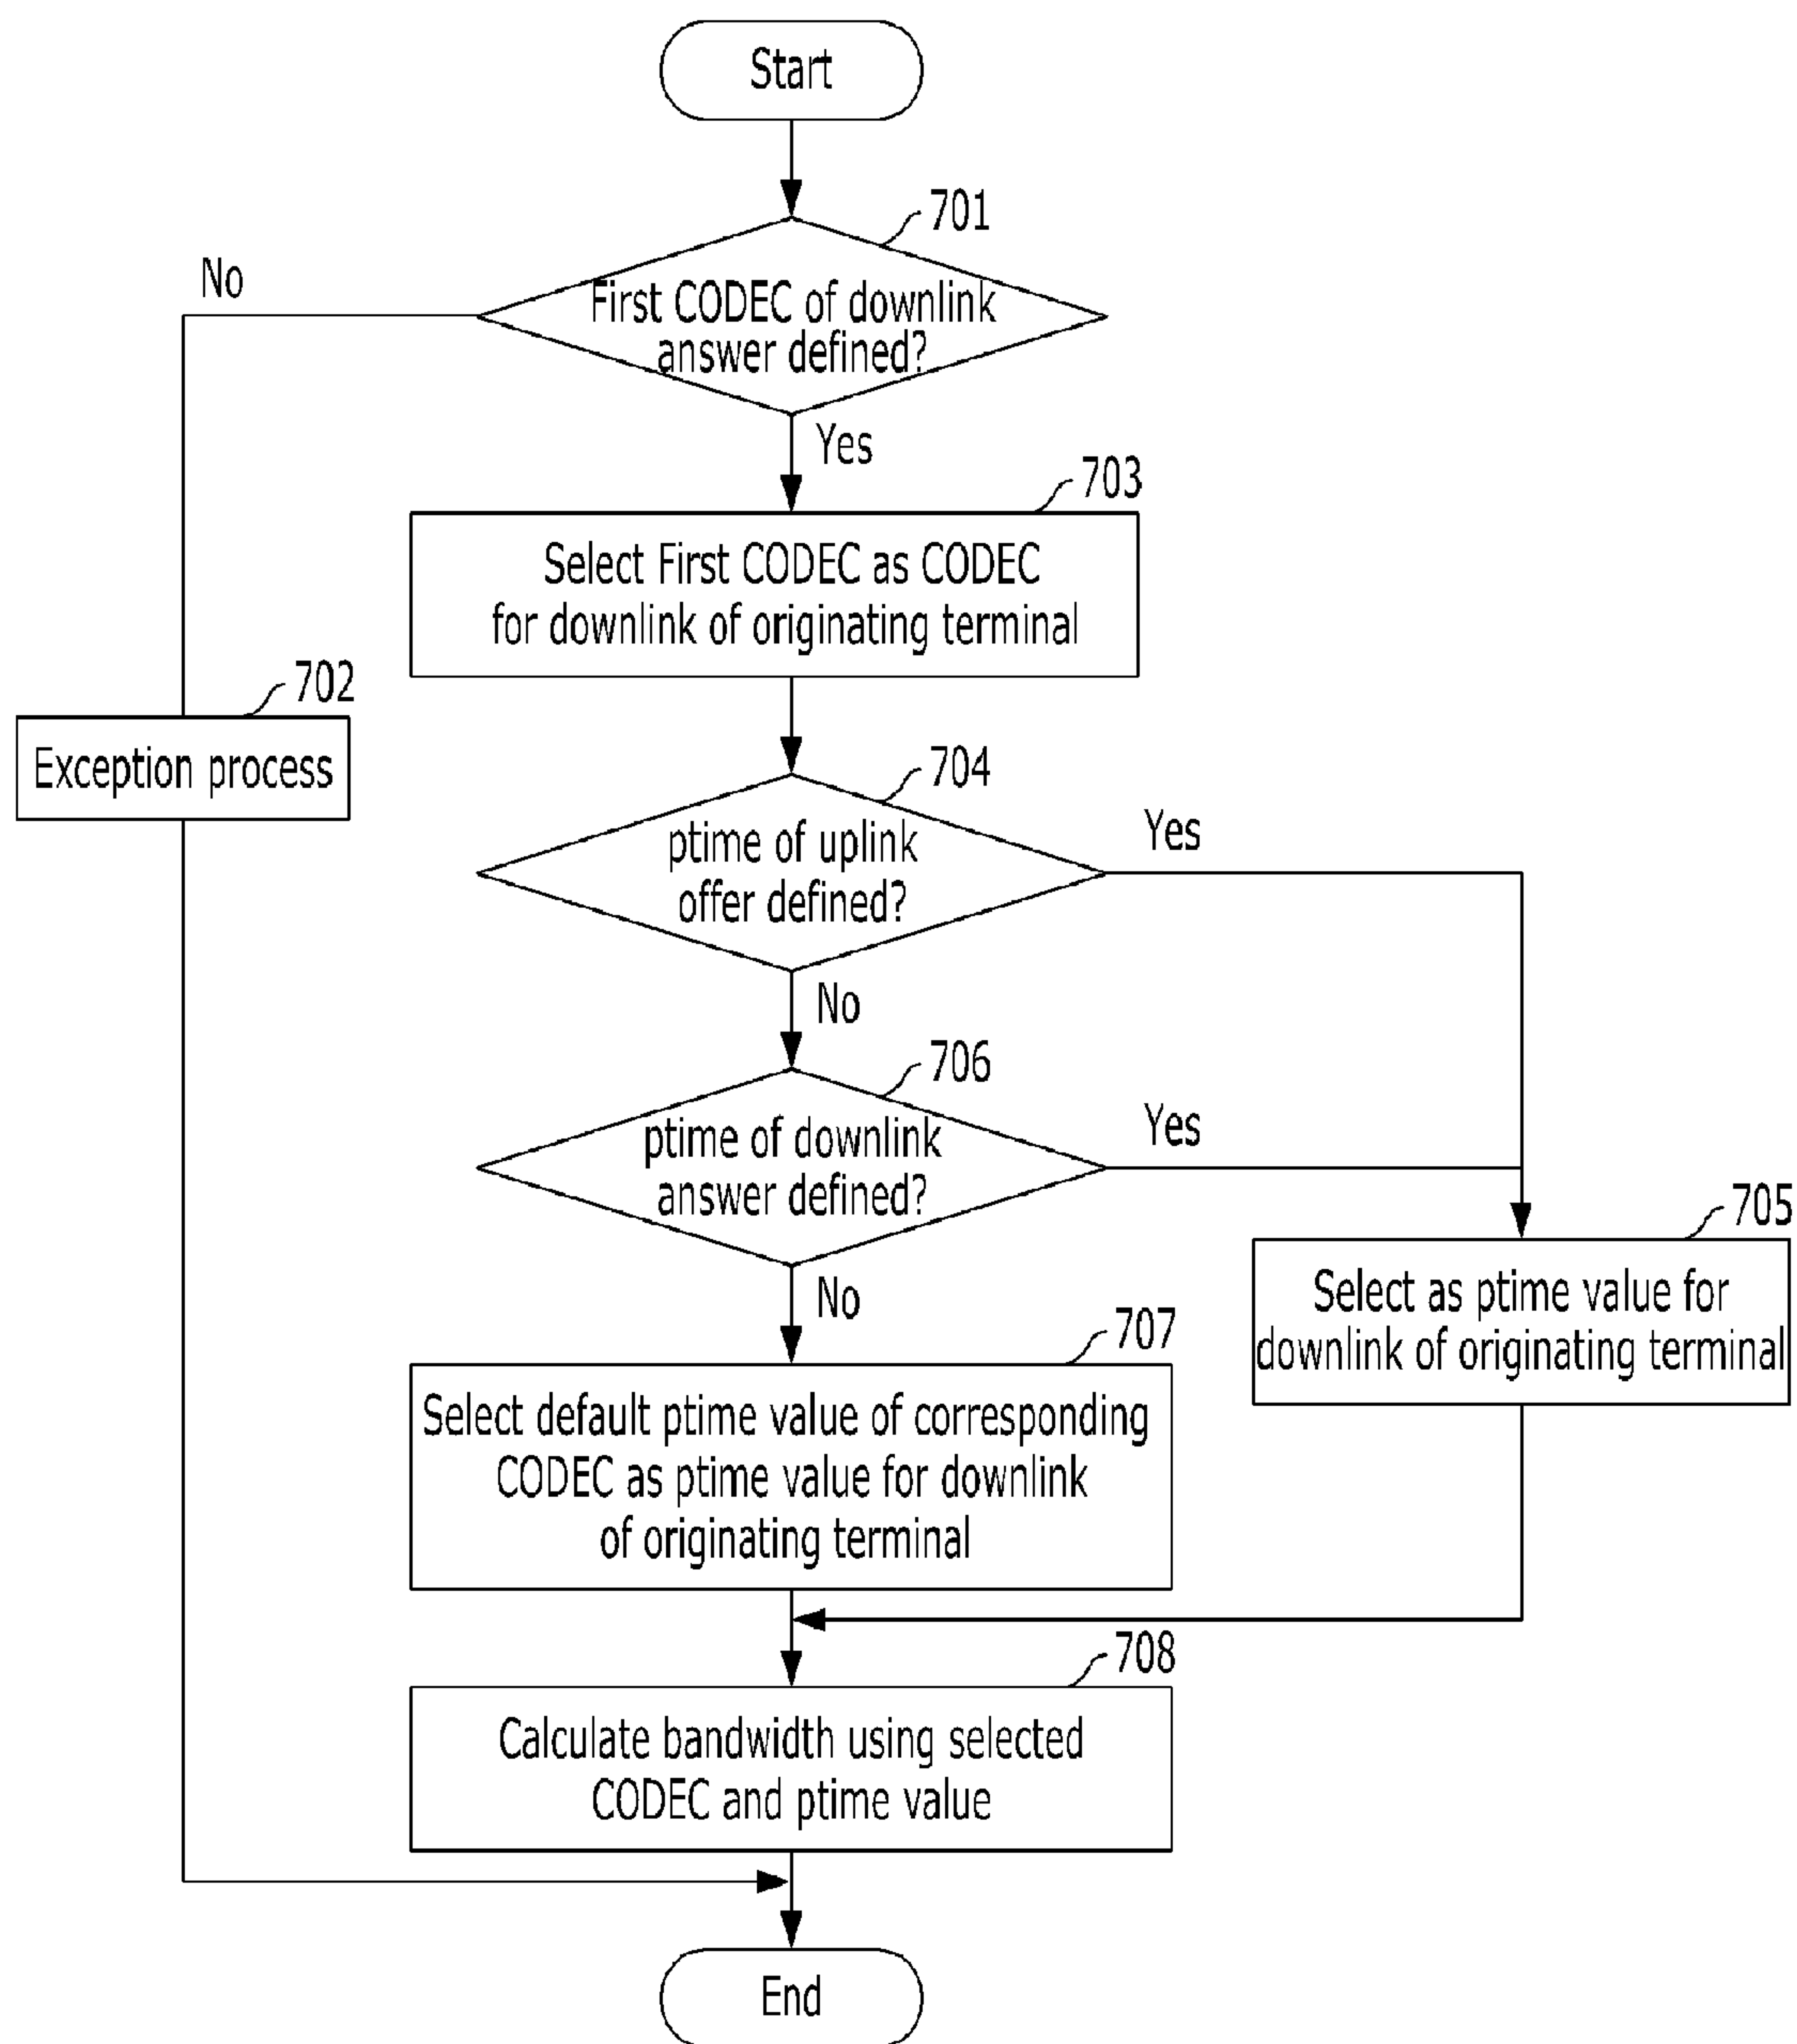 Start
701
No
First CODEC of downlink
answer defined?
Yes
703
Select First CODEC as CODEC
for downlink of originating terminal
702
Exception process
704
ptime of uplink
offer defined?
Yes
No
706
ptime of downlink
answer defined?
Yes
No
705
Select as ptime value for
downlink of originating terminal
707
Select default ptime value of corresponding
CODEC as ptime value for downlink
of originating terminal
708
Calculate bandwidth using selected
CODEC and ptime value
End